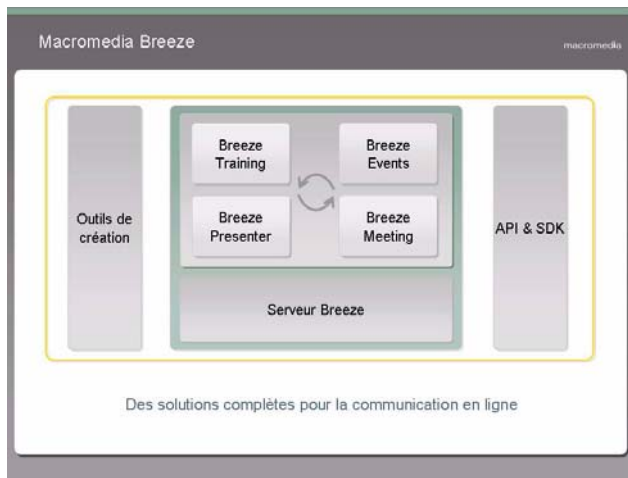 Macromedia Breeze
macromedia
Outils de
création
Breeze
Training
Breeze
Events
Breeze
Presenter
Breeze
Meeting
Serveur Breeze
API & SDK
Des solutions complètes pour la communication en ligne